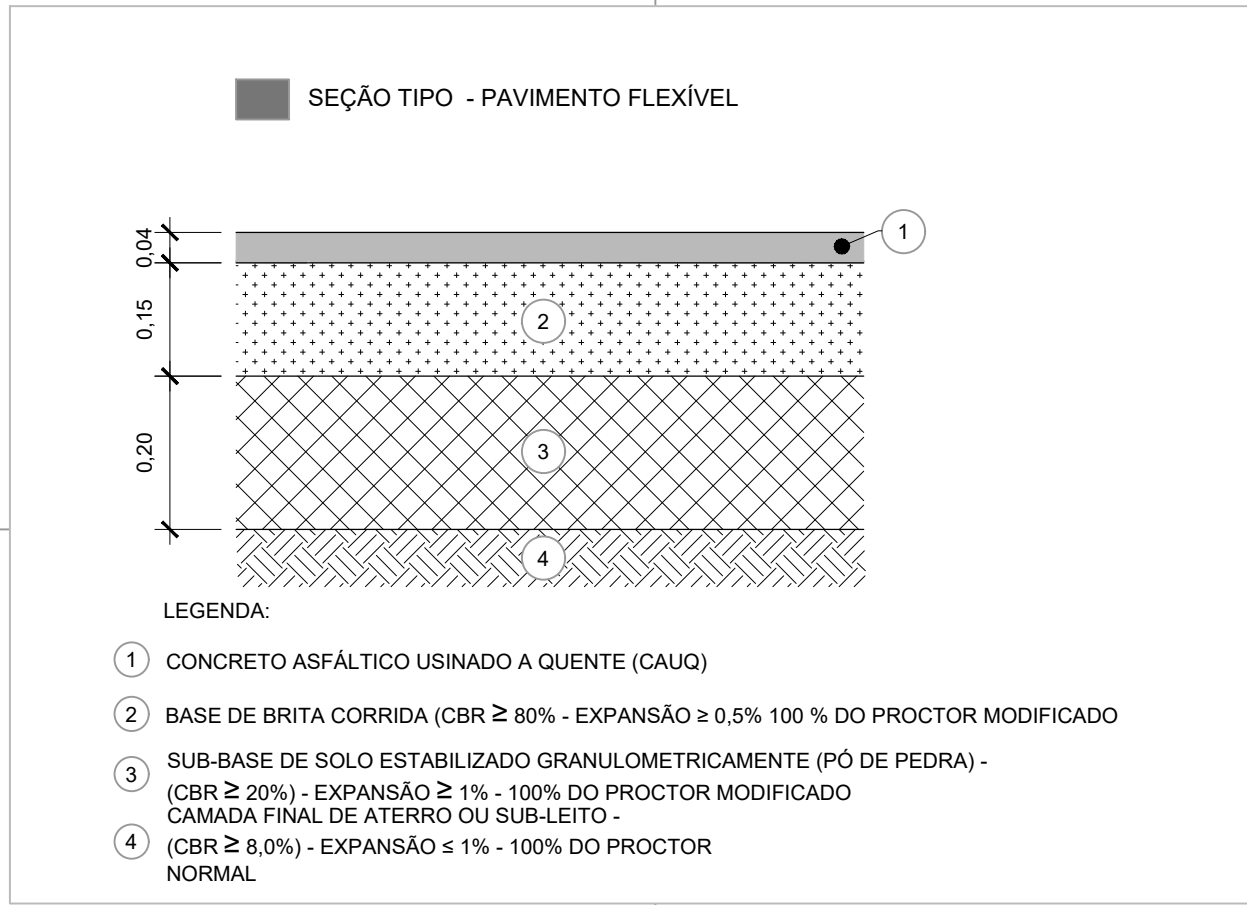 SEÇÃO TIPO - PAVIMENTO FLEXÍVEL
0,04
1
0,15
2
0,20
3
4
LEGENDA:
1 CONCRETO ASFÁLTICO USINADO A QUENTE (CAUQ)
2 BASE DE BRITA CORRIDA (CBR ≥ 80% - EXPANSÃO ≥ 0,5% 100 % DO PROCTOR MODIFICADO
SUB-BASE DE SOLO ESTABILIZADO GRANULOMETRICAMENTE (PÓ DE PEDRA) -
3
(CBR ≥ 20%) - EXPANSÃO ≥ 1% - 100% DO PROCTOR MODIFICADO
CAMADA FINAL DE ATERRO OU SUB-LEITO -
4 (CBR ≥ 8,0%) - EXPANSÃO ≤ 1% - 100% DO PROCTOR
NORMAL